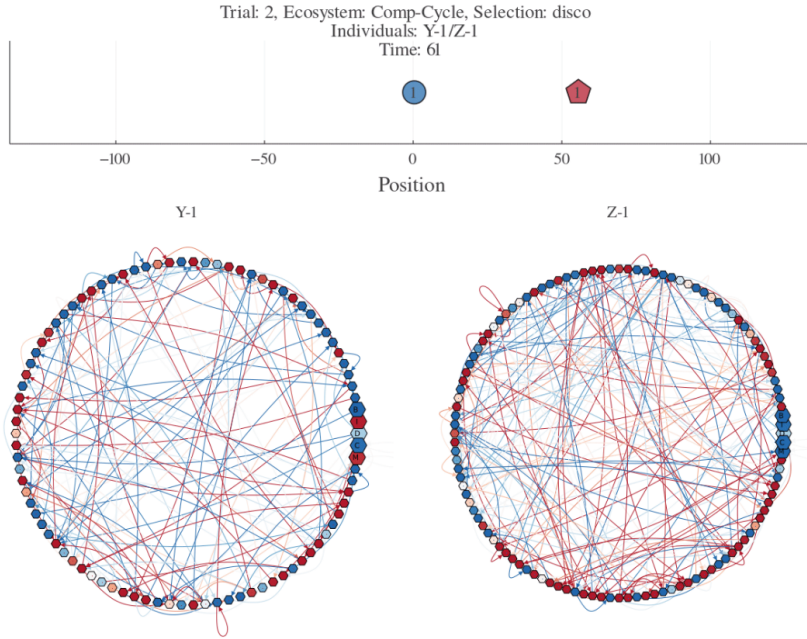 Trial: 2, Ecosystem: Comp-Cycle, Selection: disco
Individuals: Y-1/Z-1
Time: 61
1 1
−100 −50 0 50 100
Position
Y-1 Z-1
D
C
M